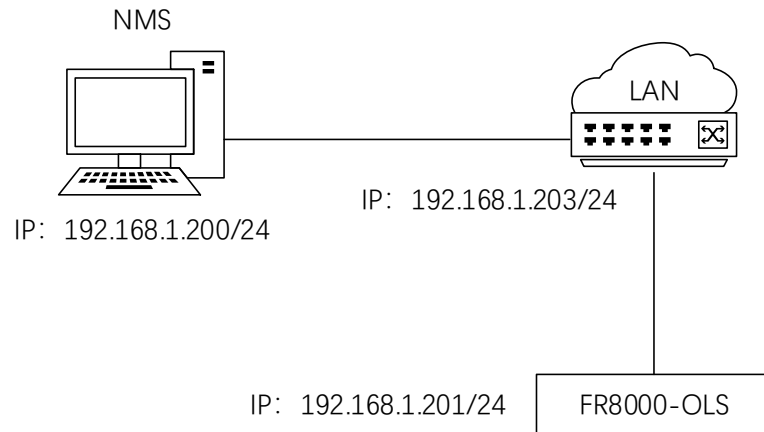 NMS
LAN
IP： 192.168.1.203/24
IP： 192.168.1.200/24
IP： 192.168.1.201/24
FR8000-OLS